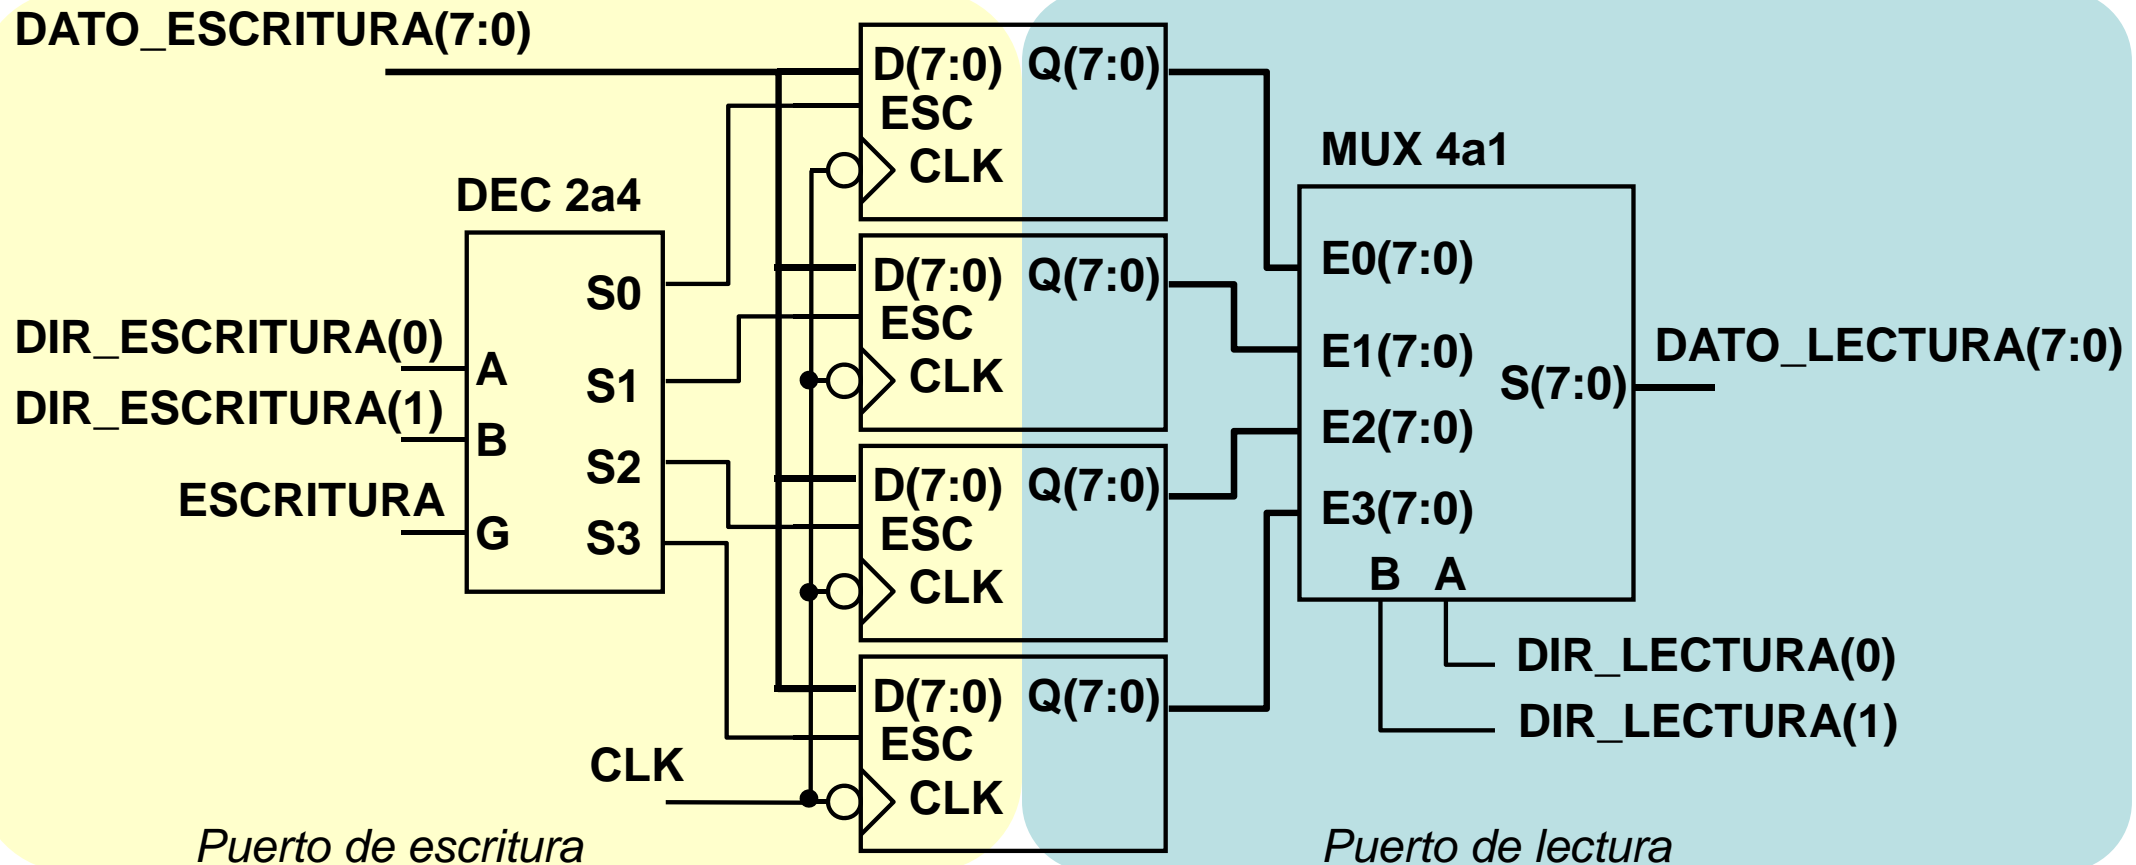 DATO_ESCRITURA(7:0)
DEC 2a4
DIR_ESCRITURA(0)
DIR_ESCRITURA(1)
ESCRITURA
A
B
G
S0
S1
S2
S3
CLK
D(7:0) Q(7:0)
ESC
CLK
D(7:0) Q(7:0)
ESC
CLK
D(7:0) Q(7:0)
ESC
CLK
D(7:0) Q(7:0)
ESC
CLK
MUX 4a1
E0(7:0)
E1(7:0)
E2(7:0)
E3(7:0)
S(7:0)
B A
DATO_LECTURA(7:0)
DIR_LECTURA(0)
DIR_LECTURA(1)
Puerto de escritura
Puerto de lectura